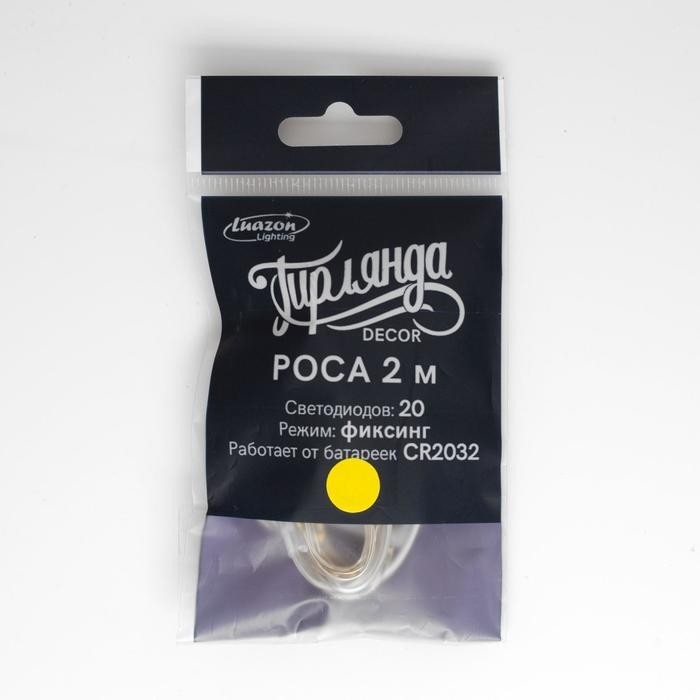 Luazon
Lighting
Гирлянда
DECOR
РОСА 2 м
Светодиодов: 20
Режим: фиксинг
Работает от батареек CR2032